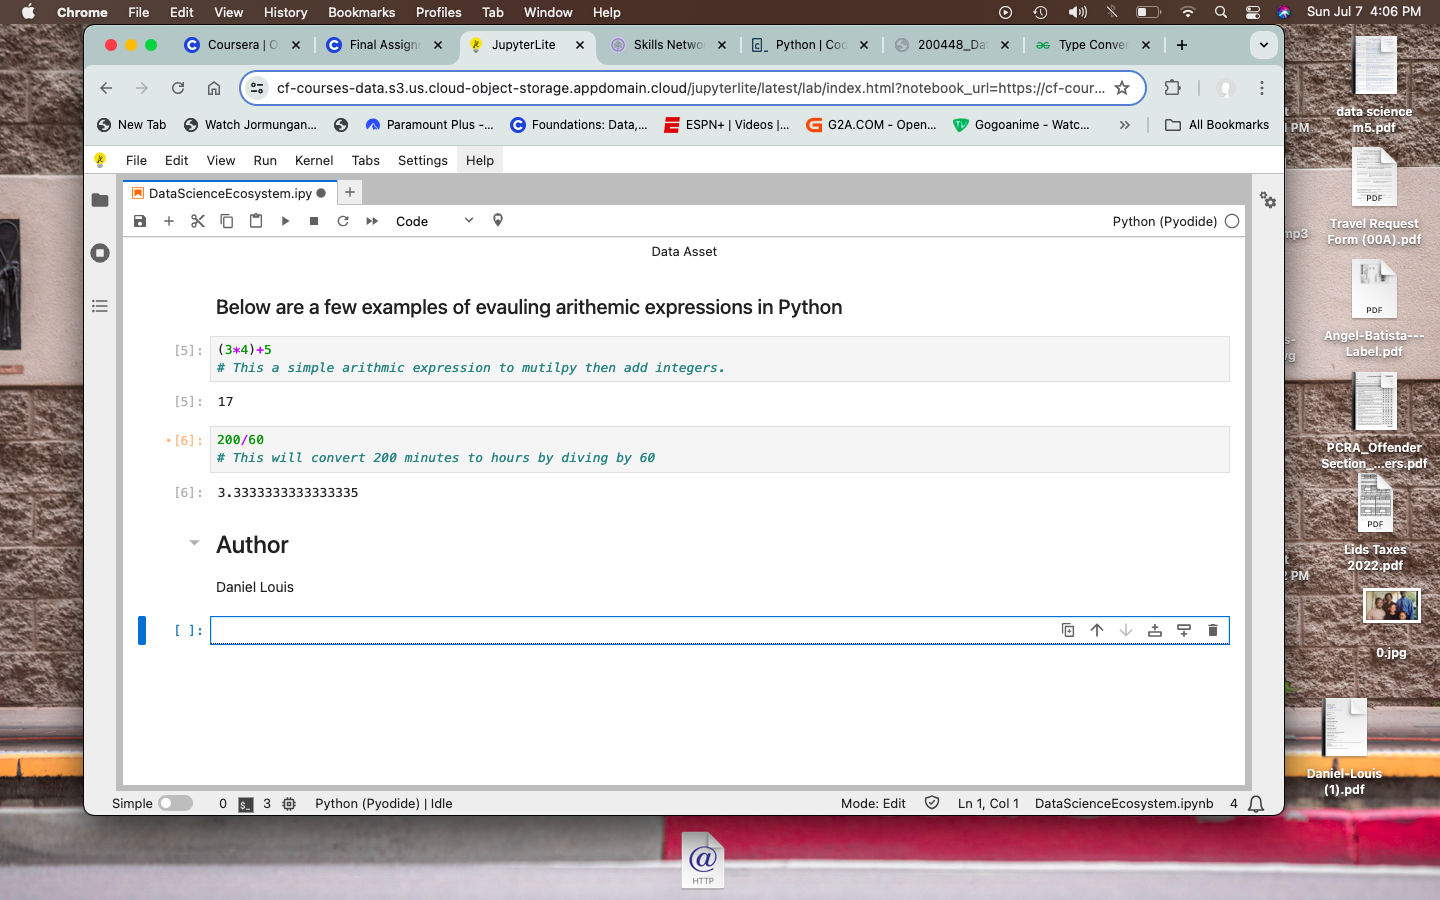 Chrome File Edit View History Bookmarks Profiles Tab Window Help Sun Jul 7 4:06 PM
Coursera | O Final Assign JupyterLite Skills Netwo Python | Cod 200448_Da Type Conver
cf-courses-data.s3.us.cloud-object-storage.appdomain.cloud/jupyterlite/latest/lab/index.html?notebook_url=https://cf-cour...
New Tab Watch Jormungan... Paramount Plus -... Foundations: Data,... ESPN+ | Videos |... G2A.COM - Open... Gogoanime - Watc... » All Bookmarks
File Edit View Run Kernel Tabs Settings Help
DataScienceEcosystem.ipy
Code Python (Pyodide)
Data Asset
Below are a few examples of evauling arithemic expressions in Python
[5]: (3*4)+5
# This a simple arithmic expression to mutilpy then add integers.
[5]: 17
[6]: 200/60
# This will convert 200 minutes to hours by diving by 60
[6]: 3.3333333333333335
Author
Daniel Louis
[ ]:
Simple 0 $_ 3 Python (Pyodide) | Idle Mode: Edit Ln 1, Col 1 DataScienceEcosystem.ipynb 4
data science
m5.pdf
PM
PDF
Travel Request
Form (00A).pdf
mp3
PDF
Angel-Batista---
Label.pdf
PCRA_Offender
Section_...ers.pdf
PDF
Lids Taxes
2022.pdf
PM
0.jpg
Daniel-Louis
(1).pdf
@
HTTP